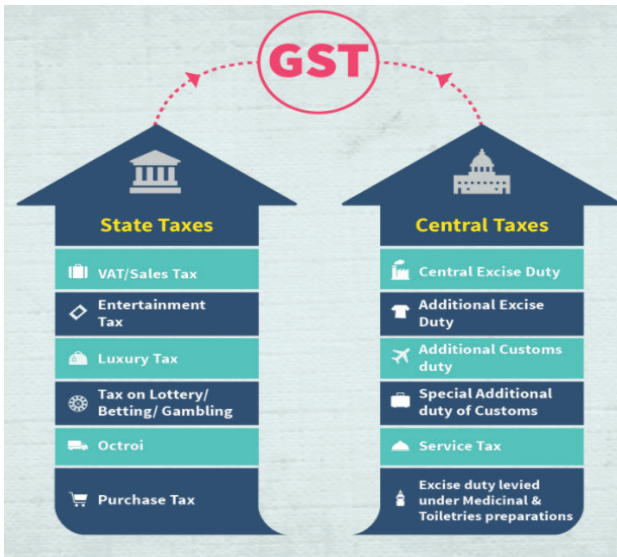 GST
State Taxes
VAT/Sales Tax
Entertainment
Tax
Luxury Tax
Tax on Lottery/
Betting/ Gambling
Octroi
Purchase Tax
Central Taxes
Central Excise Duty
Additional Excise
Duty
Additional Customs
duty
Special Additional
duty of Customs
Service Tax
Excise duty levied
under Medicinal &
Toiletries preparations